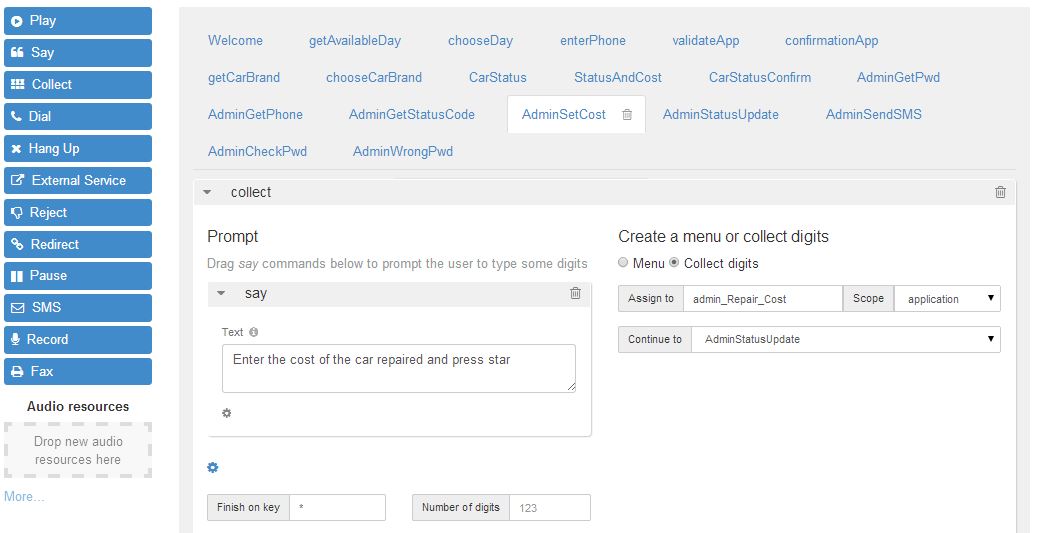 Play
Say
Collect
Dial
Hang Up
External Service
Reject
Redirect
Pause
SMS
Record
Fax
Audio resources
Drop new audio
resources here
More...
Welcome getAvailableDay chooseDay enterPhone validateApp confirmationApp
getCarBrand chooseCarBrand CarStatus StatusAndCost CarStatusConfirm AdminGetPwd
AdminGetPhone AdminGetStatusCode AdminSetCost AdminStatusUpdate AdminSendSMS
AdminCheckPwd AdminWrongPwd
collect
Prompt
Drag say commands below to prompt the user to type some digits
say
Text
Enter the cost of the car repaired and press star
Finish on key *
Number of digits 123
Create a menu or collect digits
Menu Collect digits
Assign to admin_Repair_Cost Scope application
Continue to AdminStatusUpdate